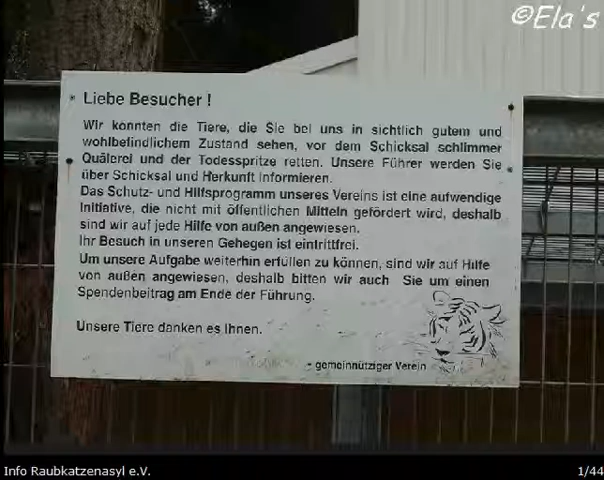 ©Ela's
Liebe Besucher !
Wir konnten die Tiere, die Sie bei uns in sichtlich gutem und
wohlbefindlichem Zustand sehen, vor dem Schicksal schlimmer
Quälerei und der Todesspritze retten. Unsere Führer werden Sie
über Schicksal und Herkunft informieren.
Das Schutz- und Hilfsprogramm unseres Vereins ist eine aufwendige
Initiative, die nicht mit öffentlichen Mitteln gefördert wird, deshalb
sind wir auf jede Hilfe von außen angewiesen.
Ihr Besuch in unseren Gehegen ist eintrittfrei.
Um unsere Aufgabe weiterhin erfüllen zu können, sind wir auf Hilfe
von außen angewiesen, deshalb bitten wir auch Sie um einen
Spendenbeitrag am Ende der Führung.
Unsere Tiere danken es Ihnen.
- gemeinnütziger Verein
Info Raubkatzenasyl e.V.
1/44